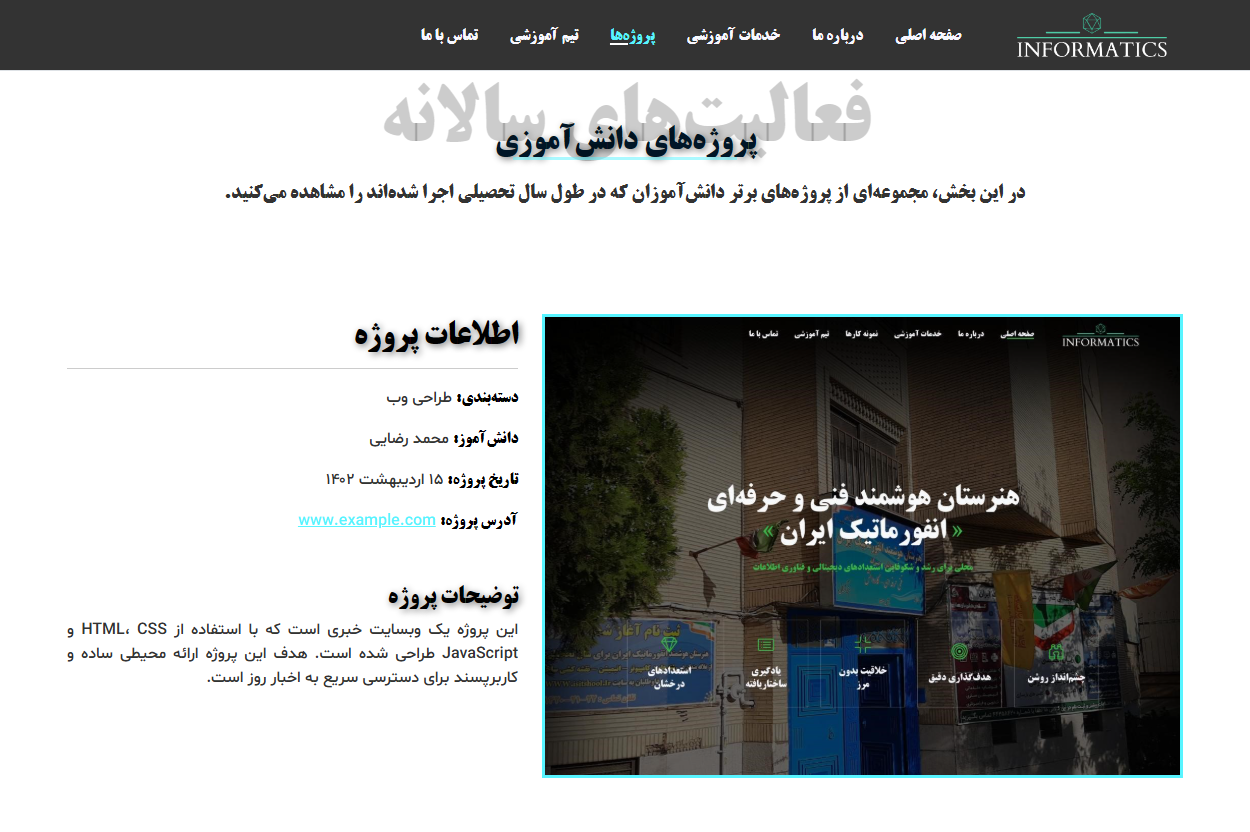 INFORMATICS
صفحه اصلی
درباره ما
خدمات آموزشی
پروژه‌ها
تیم آموزشی
تماس با ما
فعالیت‌های سالانه
پروژه‌های دانش‌آموزی
در این بخش، مجموعه‌ای از پروژه‌های برتر دانش‌آموزان که در طول سال تحصیلی اجرا شده‌اند را مشاهده می‌کنید.
INFORMATICS
صفحه اصلی
درباره ما
خدمات آموزشی
نمونه کارها
تیم آموزشی
تماس با ما
هنرستان هوشمند فنی و حرفه‌ای
« انفورماتیک ایران »
محلی برای رشد و شکوفایی استعدادهای دیجیتالی و فناوری اطلاعات
چشم‌انداز روشن
هدف‌گذاری دقیق
خلاقیت بدون
مرز
یادگیری
ساختاریافته
استعدادهای
درخشان
اطلاعات پروژه
دسته‌بندی: طراحی وب
دانش‌آموز: محمد رضایی
تاریخ پروژه: ۱۵ اردیبهشت ۱۴۰۲
آدرس پروژه: www.example.com
توضیحات پروژه
این پروژه یک وبسایت خبری است که با استفاده از HTML، CSS و
JavaScript طراحی شده است. هدف این پروژه ارائه محیطی ساده و
کاربرپسند برای دسترسی سریع به اخبار روز است.